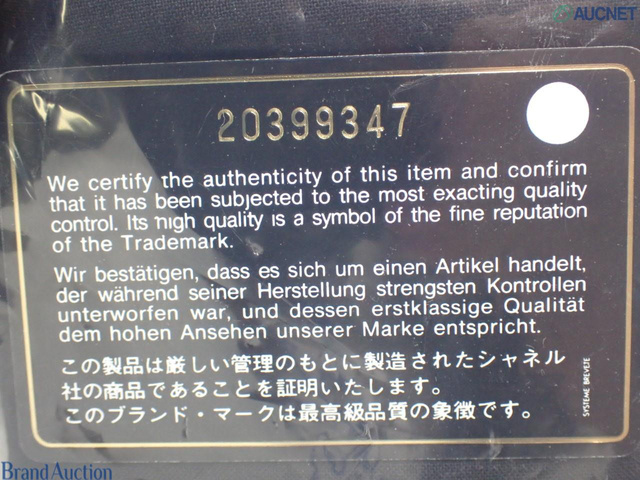 AUCNET
20399347
We certify the authenticity of this item and confirm
that it has been subjected to the most exacting quality
control. Its high quality is a symbol of the fine reputation
of the Trademark.
Wir bestätigen, dass es sich um einen Artikel handelt,
der während seiner Herstellung strengsten Kontrollen
unterworfen war, und dessen erstklassige Qualität
dem hohen Ansehen unserer Marke entspricht.
この製品は厳しい管理のもとに製造されたシャネル
社の商品であることを証明いたします。
このブランド・マークは最高級品質の象徴です。
SYSTEME BREVETE
Brand Auction